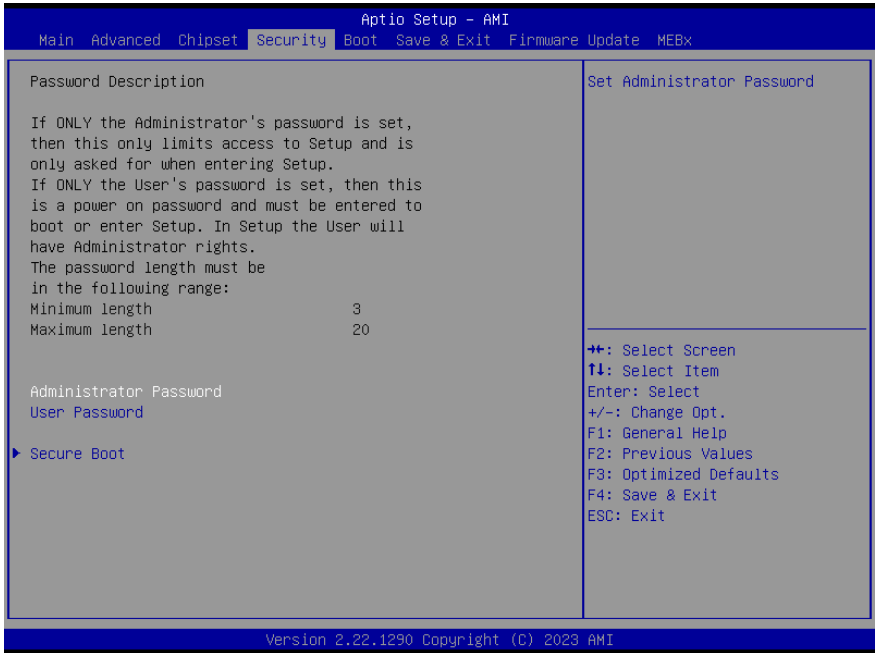 Aptio Setup – AMI
Main Advanced Chipset Security Boot Save & Exit Firmware Update MEBx
Password Description
If ONLY the Administrator's password is set,
then this only limits access to Setup and is
only asked for when entering Setup.
If ONLY the User's password is set, then this
is a power on password and must be entered to
boot or enter Setup. In Setup the User will
have Administrator rights.
The password length must be
in the following range:
Minimum length 3
Maximum length 20
Administrator Password
User Password
Secure Boot
Set Administrator Password
→←: Select Screen
↑↓: Select Item
Enter: Select
+/-: Change Opt.
F1: General Help
F2: Previous Values
F3: Optimized Defaults
F4: Save & Exit
ESC: Exit
Version 2.22.1290 Copyright (C) 2023 AMI